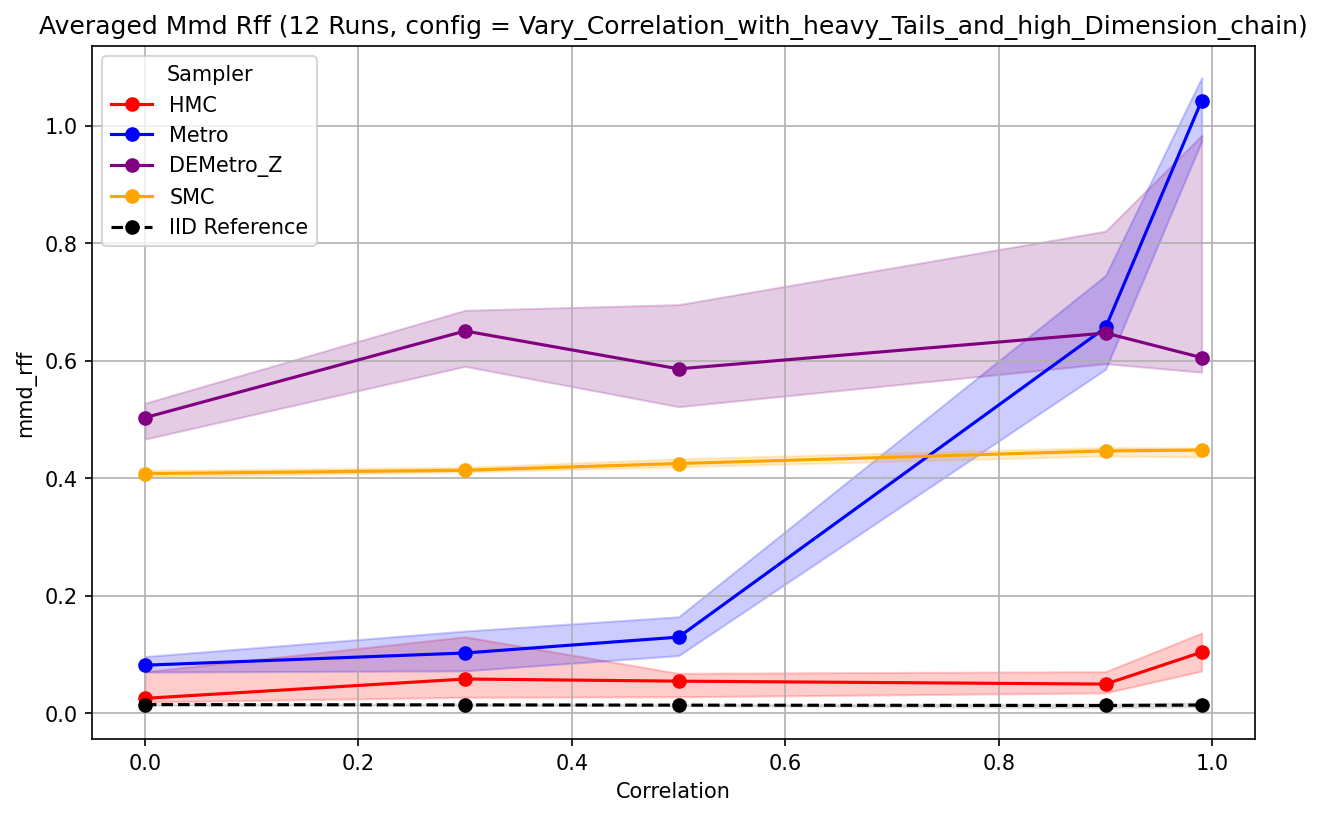 Averaged Mmd Rff (12 Runs, config = Vary_Correlation_with_heavy_Tails_and_high_Dimension_chain)
Sampler
HMC
Metro
DEMetro_Z
SMC
IID Reference
mmd_rff
1.0
0.8
0.6
0.4
0.2
0.0
0.0 0.2 0.4 0.6 0.8 1.0
Correlation